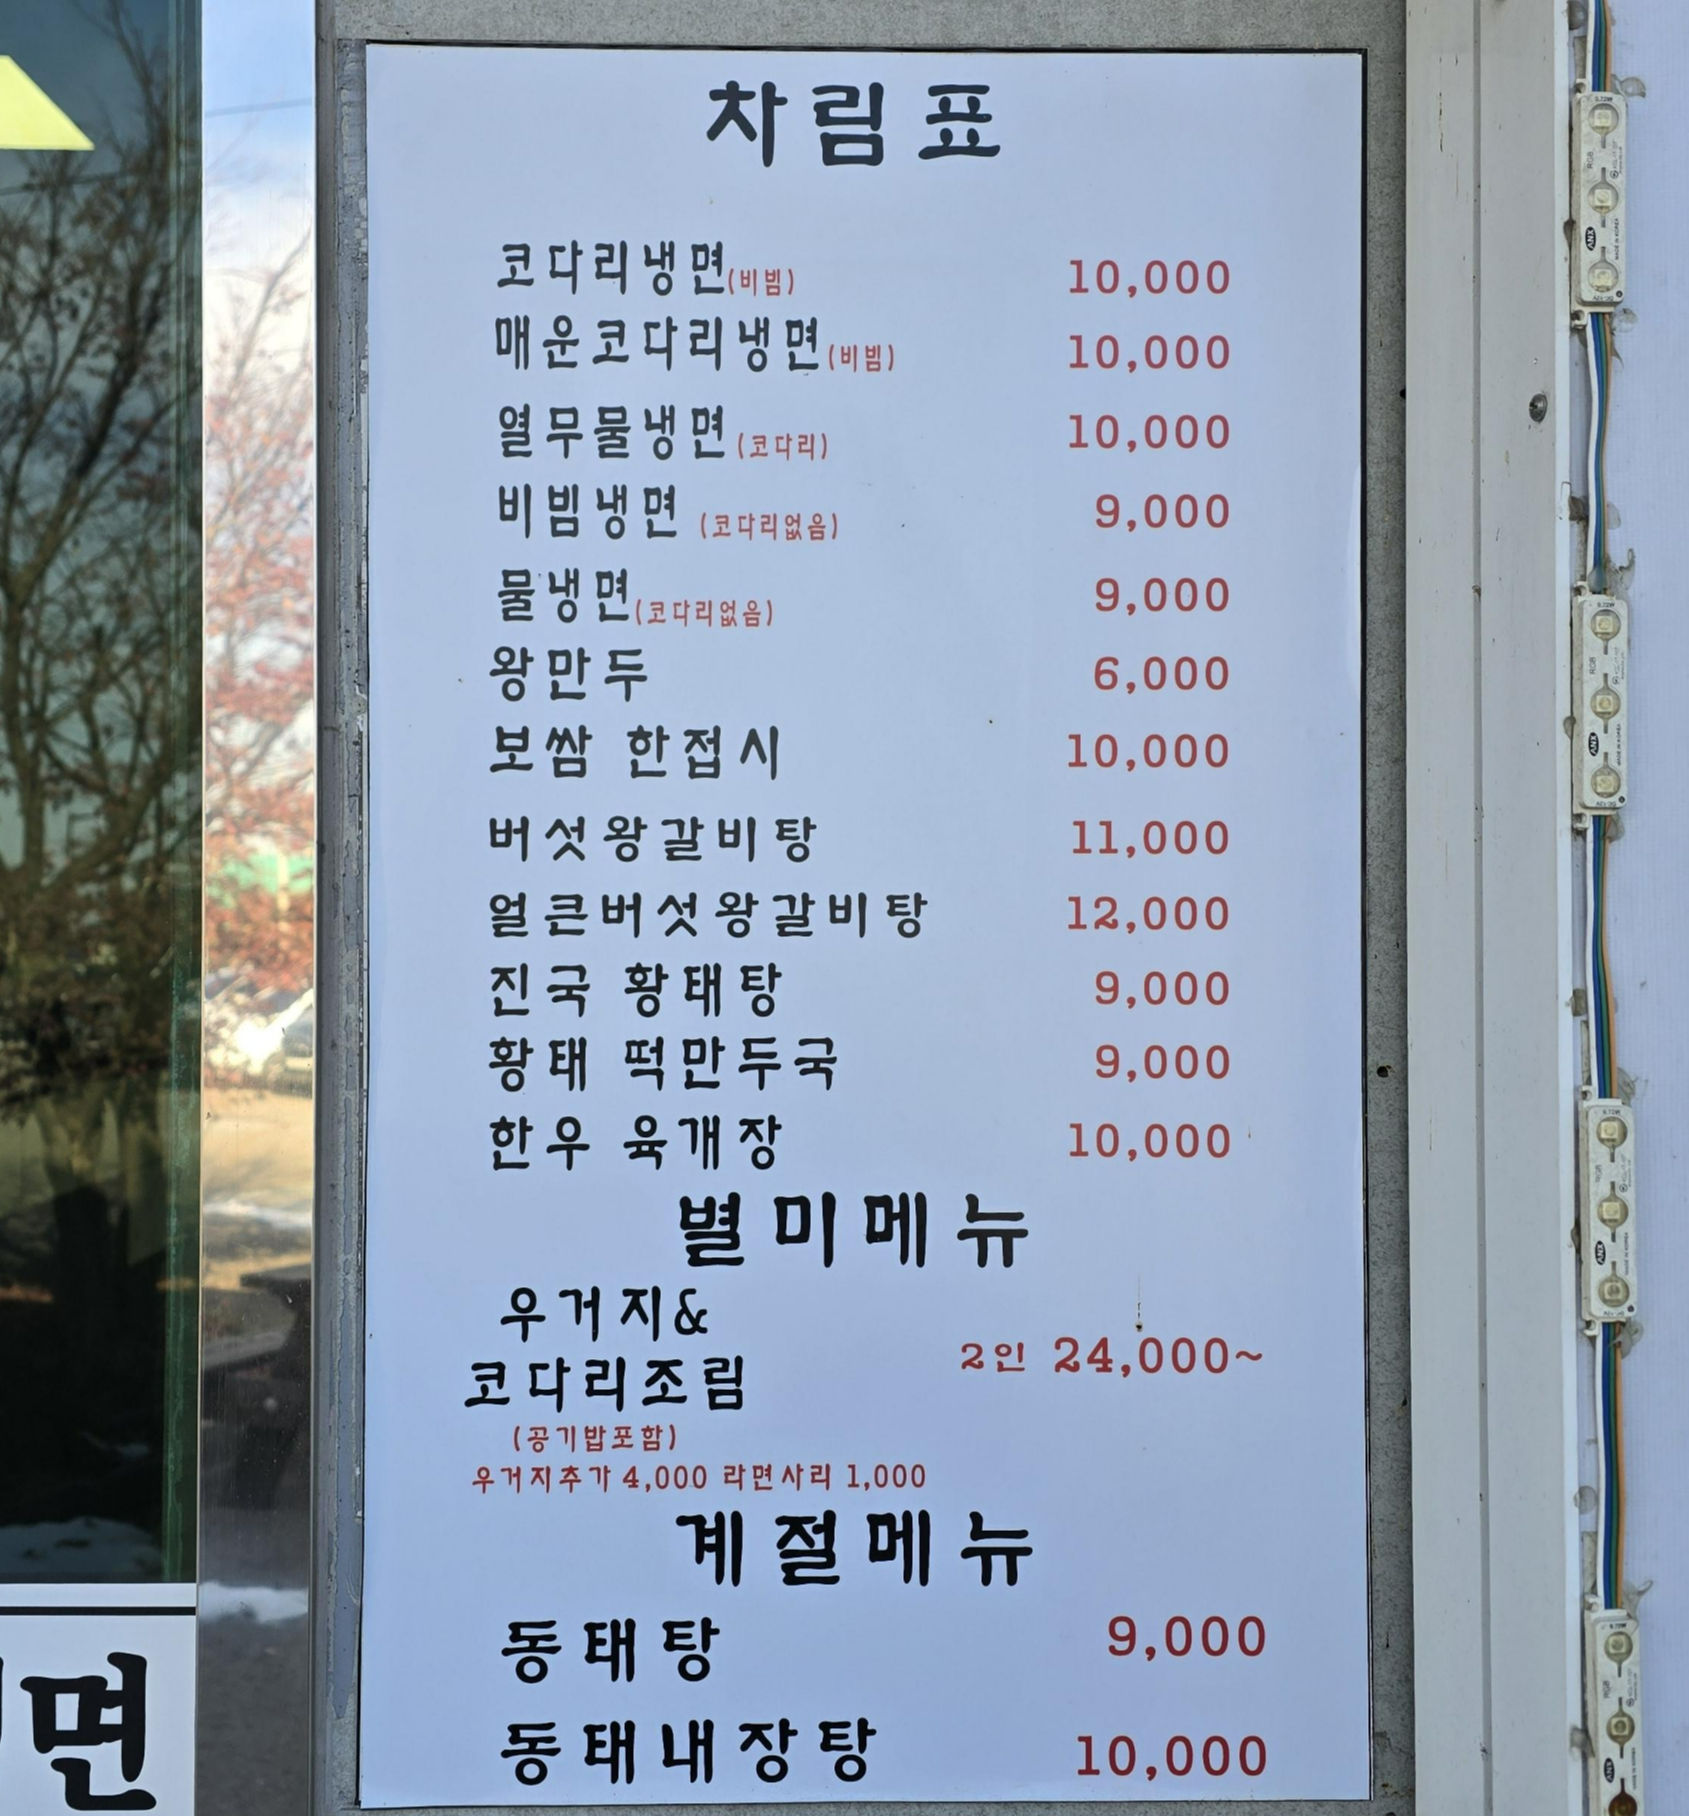 차림표
코다리냉면(비빔) 10,000
매운코다리냉면(비빔) 10,000
열무물냉면(코다리) 10,000
비빔냉면 (코다리없음) 9,000
물냉면(코다리없음) 9,000
왕만두 6,000
보쌈 한접시 10,000
버섯왕갈비탕 11,000
얼큰버섯왕갈비탕 12,000
진국 황태탕 9,000
황태 떡만두국 9,000
한우 육개장 10,000
별미메뉴
우거지&
코다리조림 2인 24,000~
(공기밥포함)
우거지추가 4,000 라면사리 1,000
계절메뉴
동태탕 9,000
동태내장탕 10,000
면